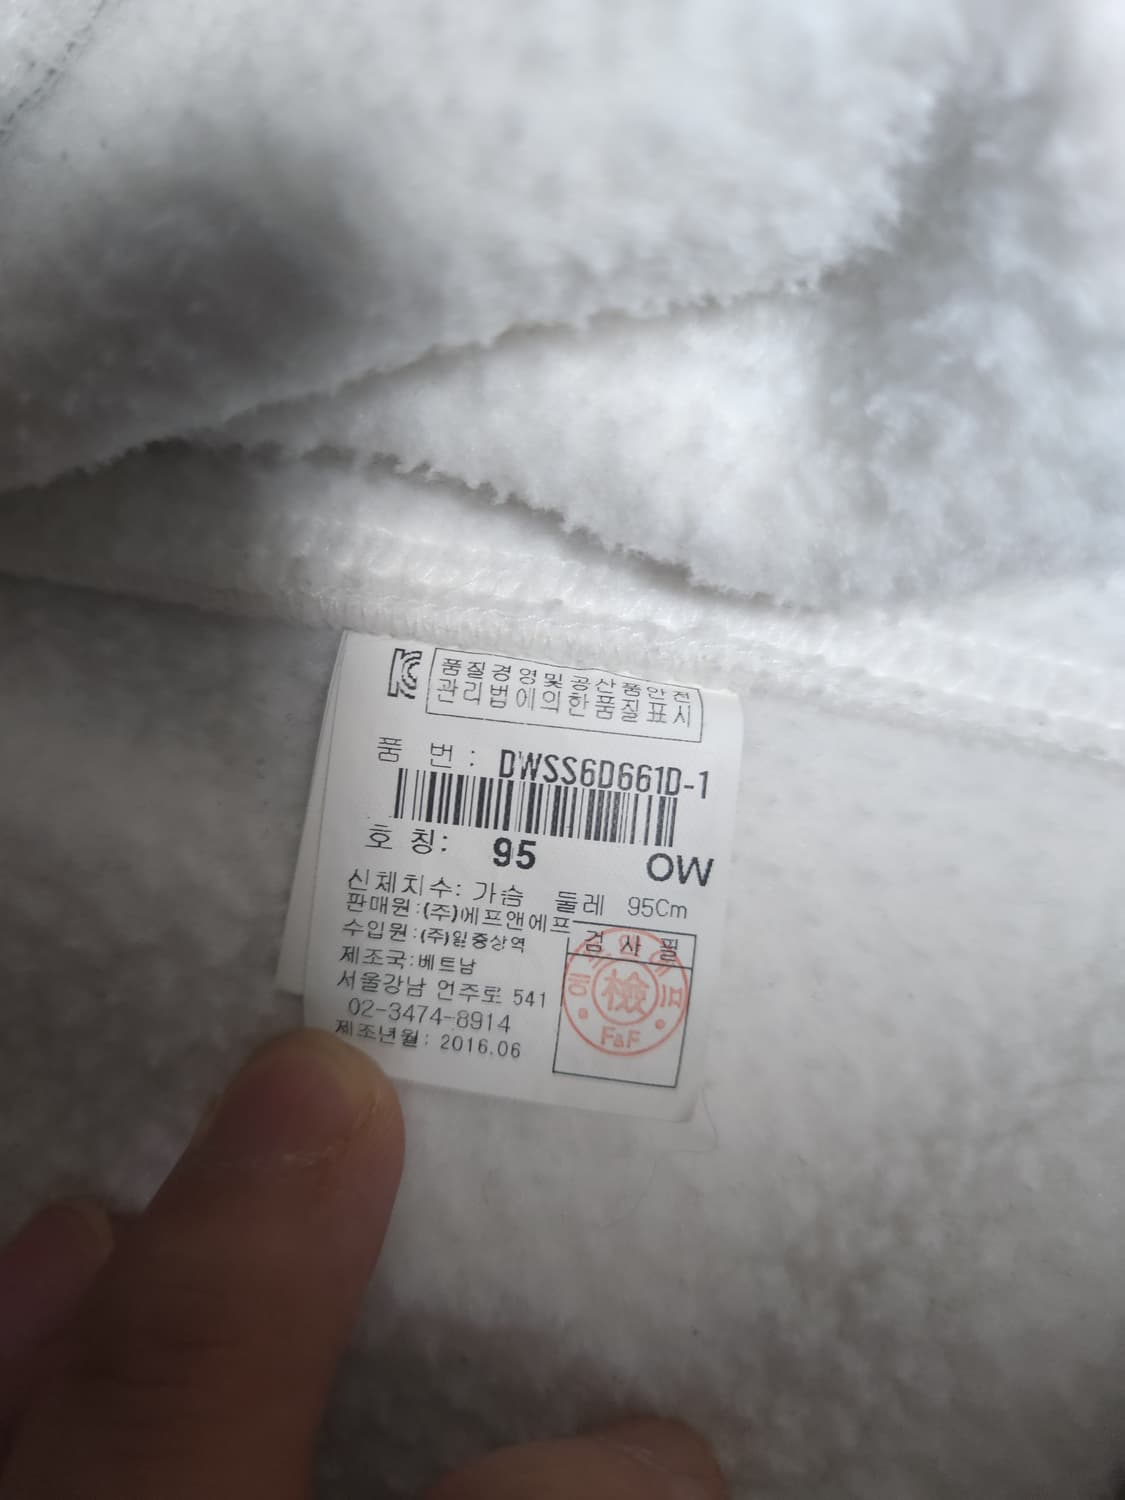 품질경영및공산품안전
관리법에의한품질표시
품 번 : DWSS6D661D-1
호 칭: 95 OW
신체치수: 가슴 둘레 95Cm
판매원:(주)에프앤에프
수입원:(주)일중상역
제조국:베트남
서울강남 언주로 541
02-3474-8914
제조년월: 2016.06
검 사 필
檢
F&F